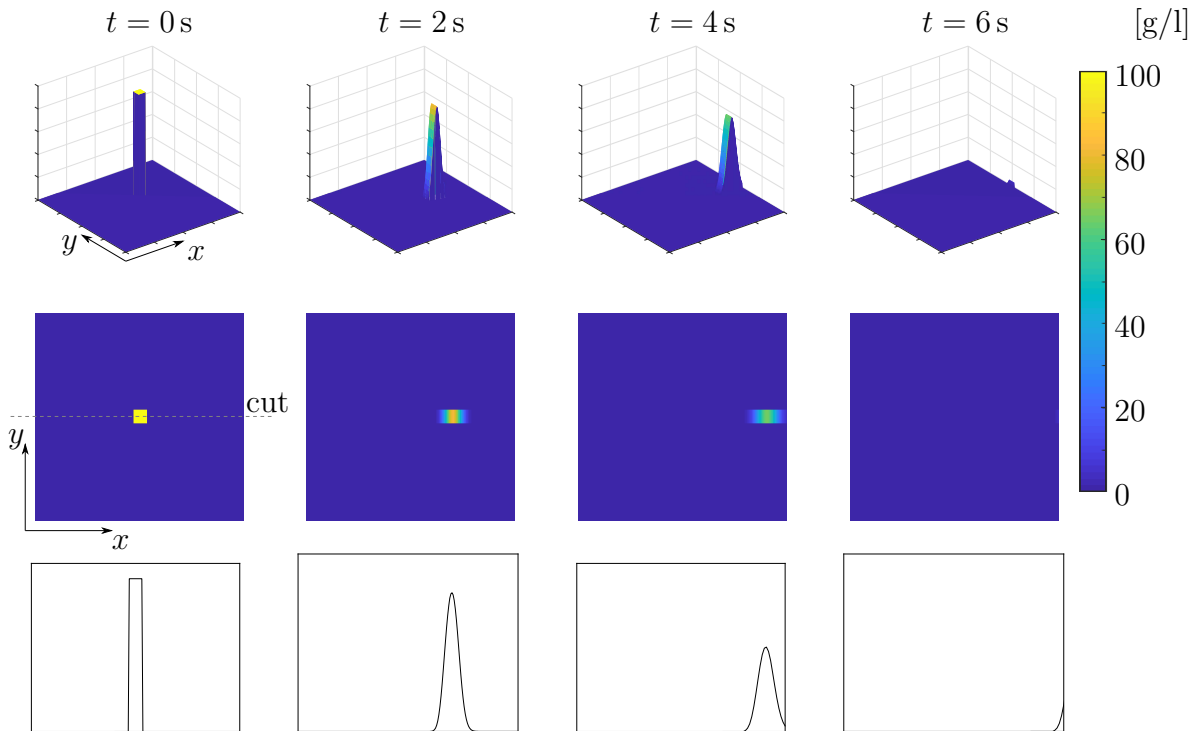 t = 0 s
t = 2 s
t = 4 s
t = 6 s
[g/l]
100
80
60
40
20
0
y
x
cut
y
x